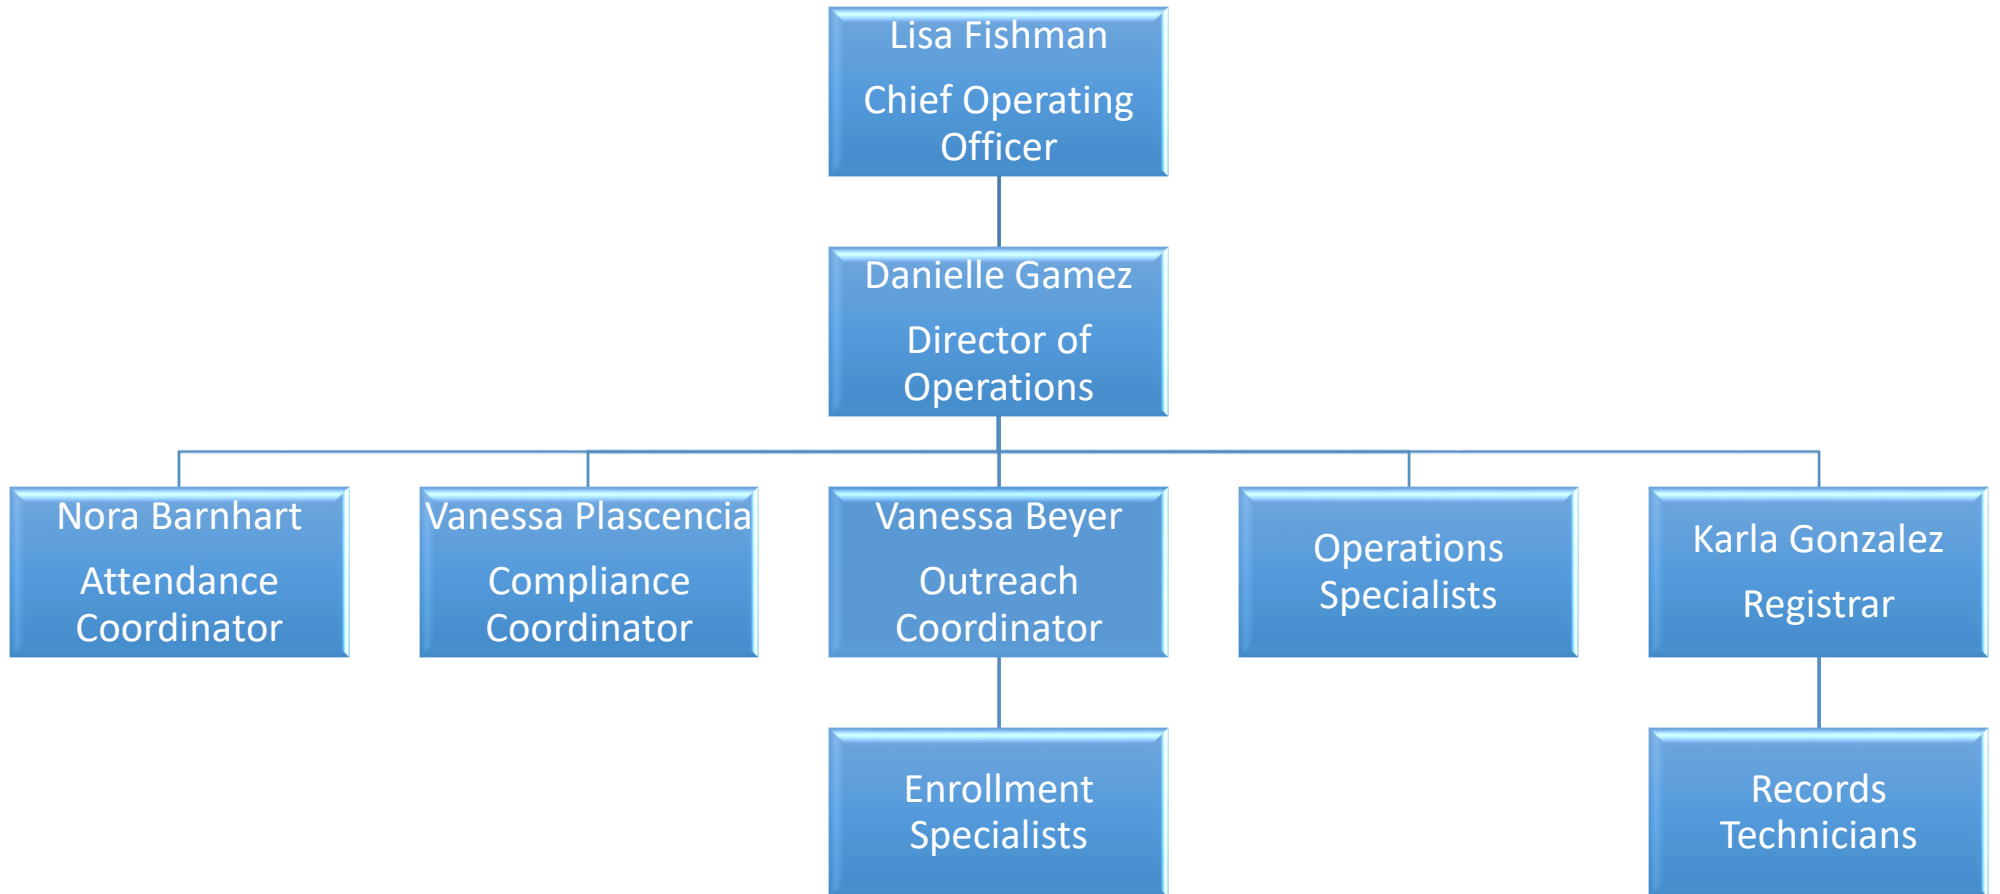 Lisa Fishman
Chief Operating
Officer
Danielle Gamez
Director of
Operations
Nora Barnhart
Attendance
Coordinator
Vanessa Plascencia
Compliance
Coordinator
Vanessa Beyer
Outreach
Coordinator
Operations
Specialists
Karla Gonzalez
Registrar
Enrollment
Specialists
Records
Technicians